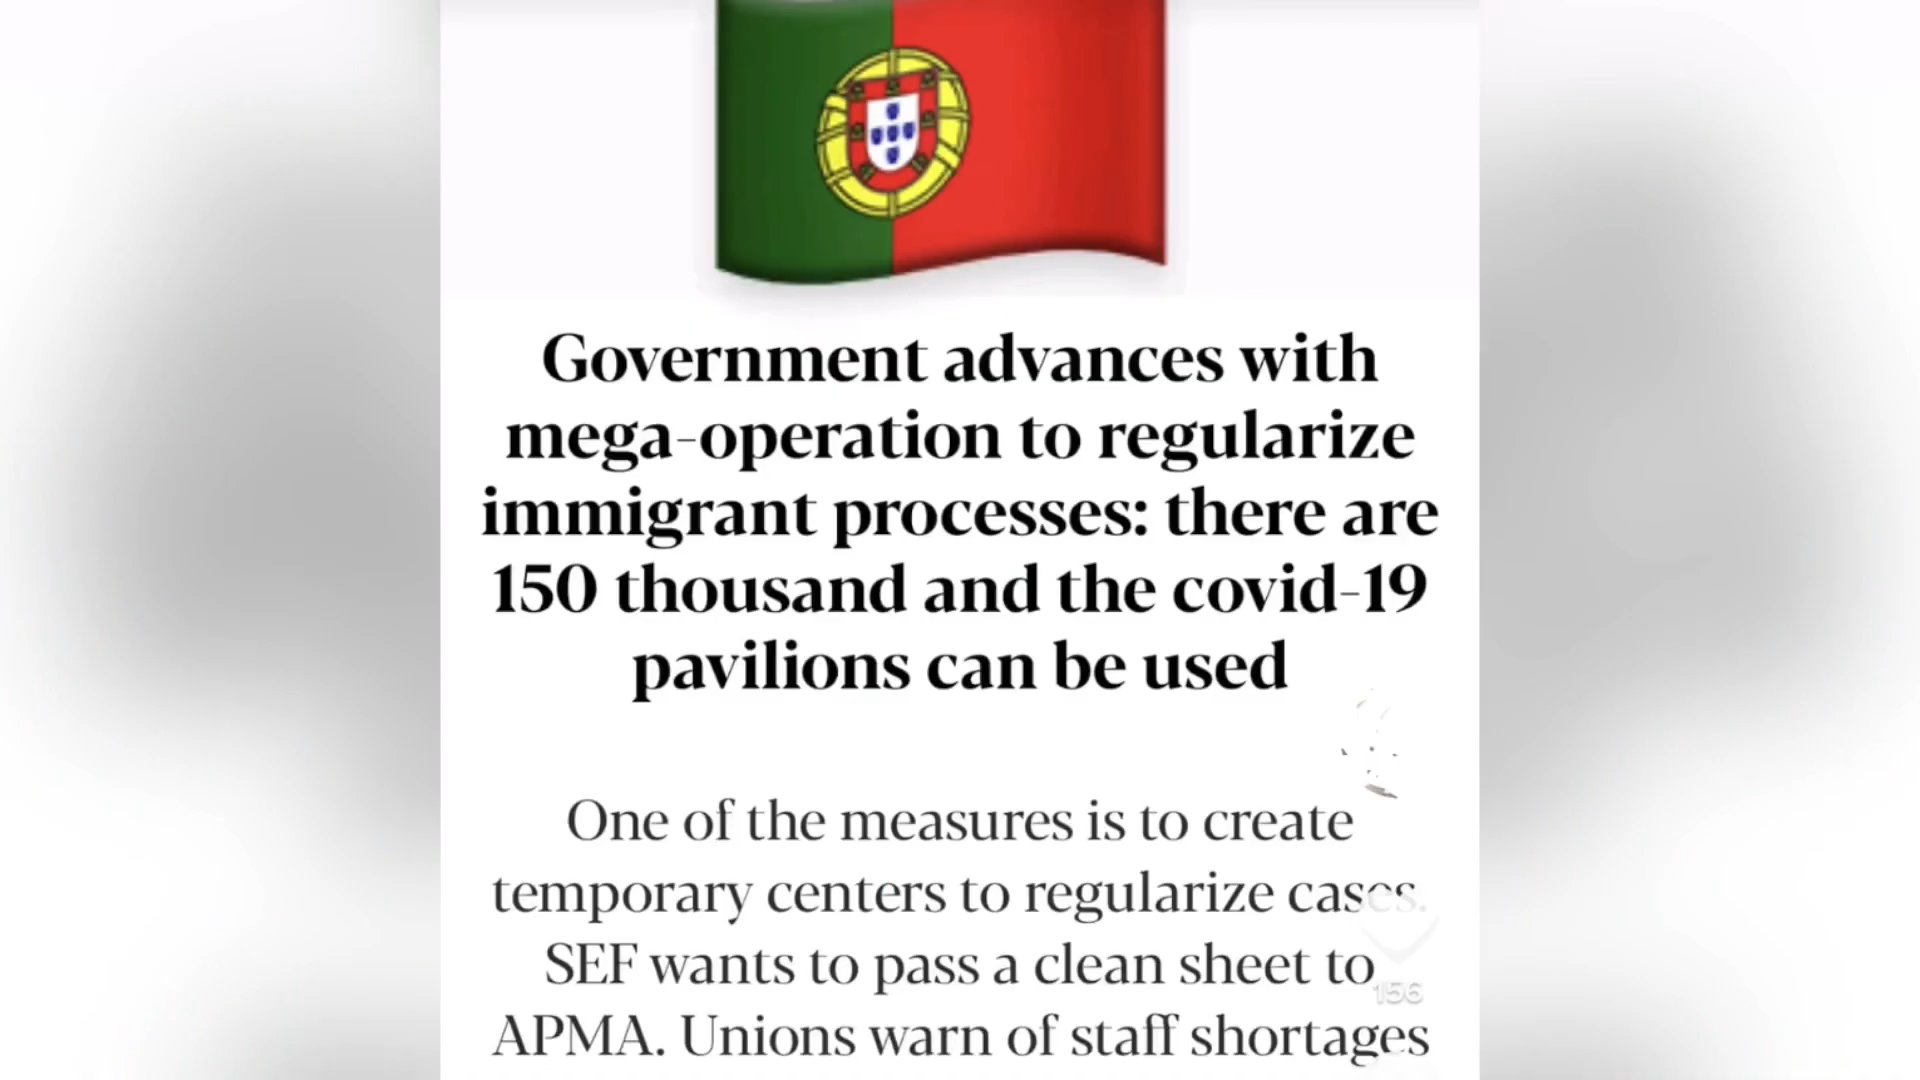 Government advances with
mega-operation to regularize
immigrant processes: there are
150 thousand and the covid-19
pavilions can be used
One of the measures is to create
temporary centers to regularize cases.
SEF wants to pass a clean sheet to
156
APMA. Unions warn of staff shortages